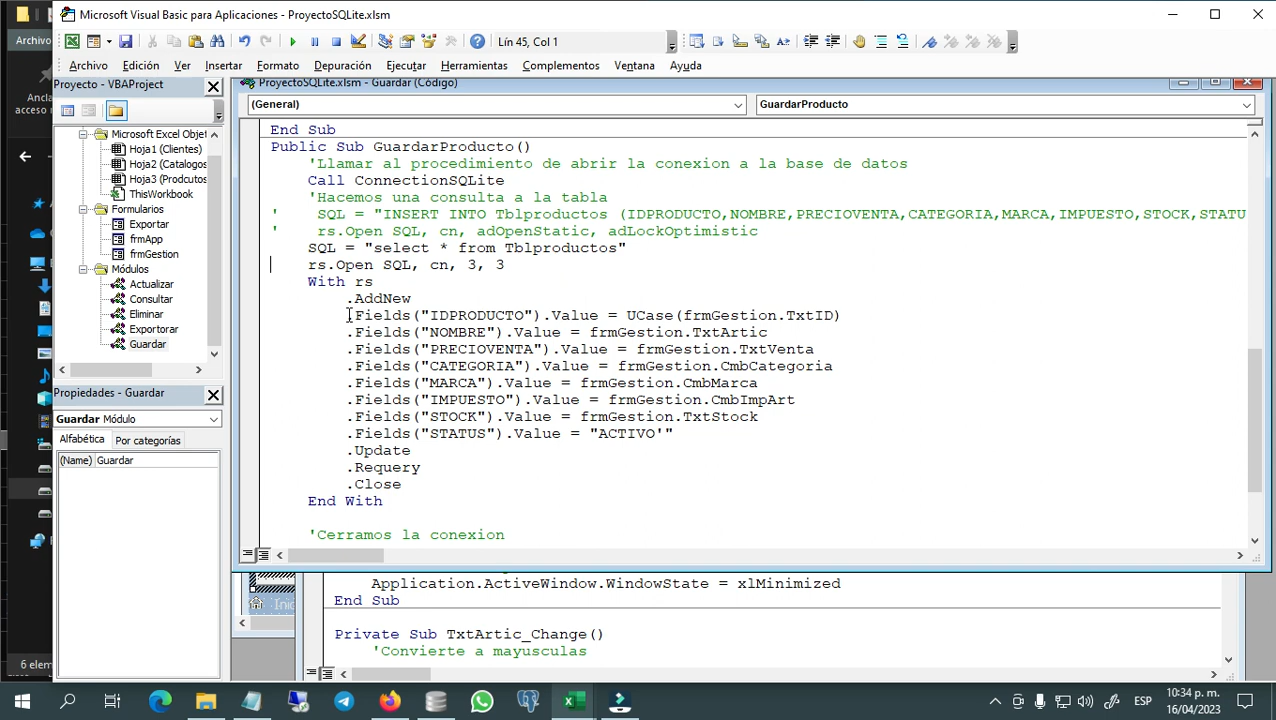 Microsoft Visual Basic para Aplicaciones - ProyectoSQLite.xlsm
Archivo
Lín 45, Col 1
Archivo Edición Ver Insertar Formato Depuración Ejecutar Herramientas Complementos Ventana Ayuda
Proyecto - VBAProject
ProyectoSQLite.xlsm - Guardar (Código)
(General)
GuardarProducto
Microsoft Excel Objet
Hoja1 (Clientes)
Hoja2 (Catalogos
Hoja3 (Prodcutos
ThisWorkbook
Formularios
Exportar
frmApp
frmGestion
Módulos
Actualizar
Consultar
Eliminar
Exportorar
Guardar
Propiedades - Guardar
Guardar Módulo
Alfabética Por categorías
(Name) Guardar
End Sub
Public Sub GuardarProducto()
'Llamar al procedimiento de abrir la conexion a la base de datos
Call ConnectionSQLite
'Hacemos una consulta a la tabla
' SQL = "INSERT INTO Tblproductos (IDPRODUCTO,NOMBRE,PRECIOVENTA,CATEGORIA,MARCA,IMPUESTO,STOCK,STATU
' rs.Open SQL, cn, adOpenStatic, adLockOptimistic
SQL = "select * from Tblproductos"
rs.Open SQL, cn, 3, 3
With rs
.AddNew
.Fields("IDPRODUCTO").Value = UCase(frmGestion.TxtID)
.Fields("NOMBRE").Value = frmGestion.TxtArtic
.Fields("PRECIOVENTA").Value = frmGestion.TxtVenta
.Fields("CATEGORIA").Value = frmGestion.CmbCategoria
.Fields("MARCA").Value = frmGestion.CmbMarca
.Fields("IMPUESTO").Value = frmGestion.CmbImpArt
.Fields("STOCK").Value = frmGestion.TxtStock
.Fields("STATUS").Value = "ACTIVO'"
.Update
.Requery
.Close
End With
'Cerramos la conexion
Application.ActiveWindow.WindowState = xlMinimized
End Sub
Private Sub TxtArtic_Change()
'Convierte a mayusculas
Ancla
acceso
Inic
6 elem
ESP
10:34 p. m.
16/04/2023